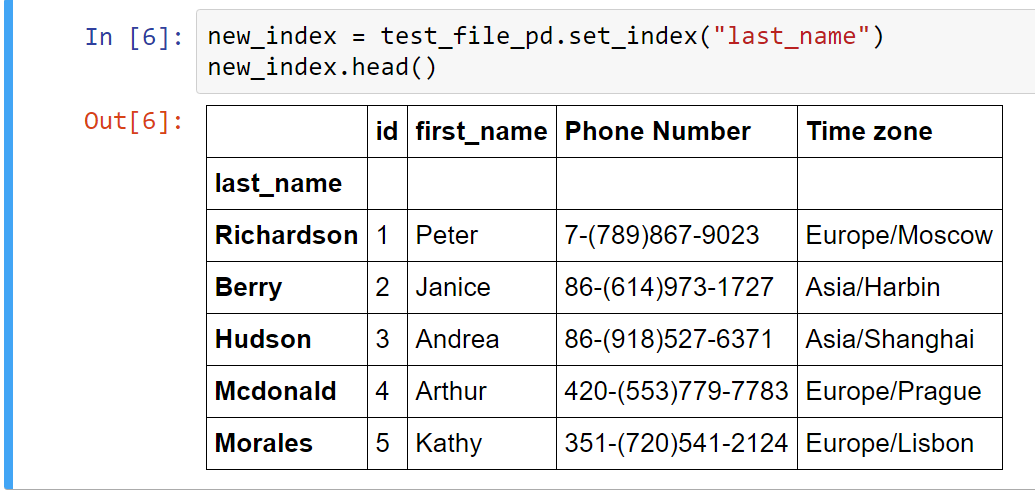 In [6]: new_index = test_file_pd.set_index("last_name")
new_index.head()
Out[6]:
id first_name Phone Number Time zone
last_name
Richardson 1 Peter 7-(789)867-9023 Europe/Moscow
Berry 2 Janice 86-(614)973-1727 Asia/Harbin
Hudson 3 Andrea 86-(918)527-6371 Asia/Shanghai
Mcdonald 4 Arthur 420-(553)779-7783 Europe/Prague
Morales 5 Kathy 351-(720)541-2124 Europe/Lisbon